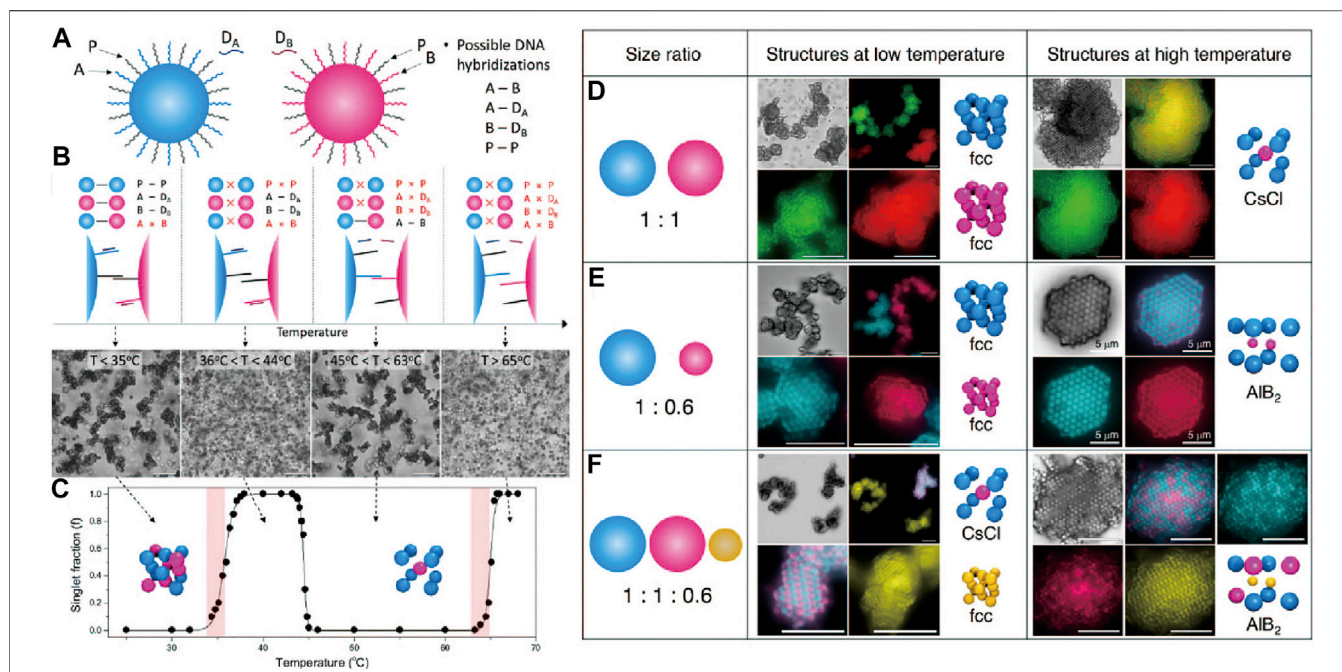 A
P
A
D_A
D_B
P
B
• Possible DNA
hybridizations
A – B
A – D_A
B – D_B
P – P
B
P – P
A – D_A
B – D_B
A × B
P × P
A – D_A
B – D_B
A × B
P × P
A × D_A
B × D_B
A – B
P × P
A × D_A
B × D_B
A × B
Temperature
T < 35°C
36°C < T < 44°C
45°C < T < 63°C
T > 65°C
C
Singlet fraction (f)
1.0
0.8
0.6
0.4
0.2
0.0
30
40
50
60
70
Temperature (°C)
Size ratio
Structures at low temperature
Structures at high temperature
D
1 : 1
fcc
fcc
CsCl
E
1 : 0.6
fcc
fcc
5 μm
5 μm
5 μm
5 μm
AlB₂
F
1 : 1 : 0.6
CsCl
fcc
AlB₂